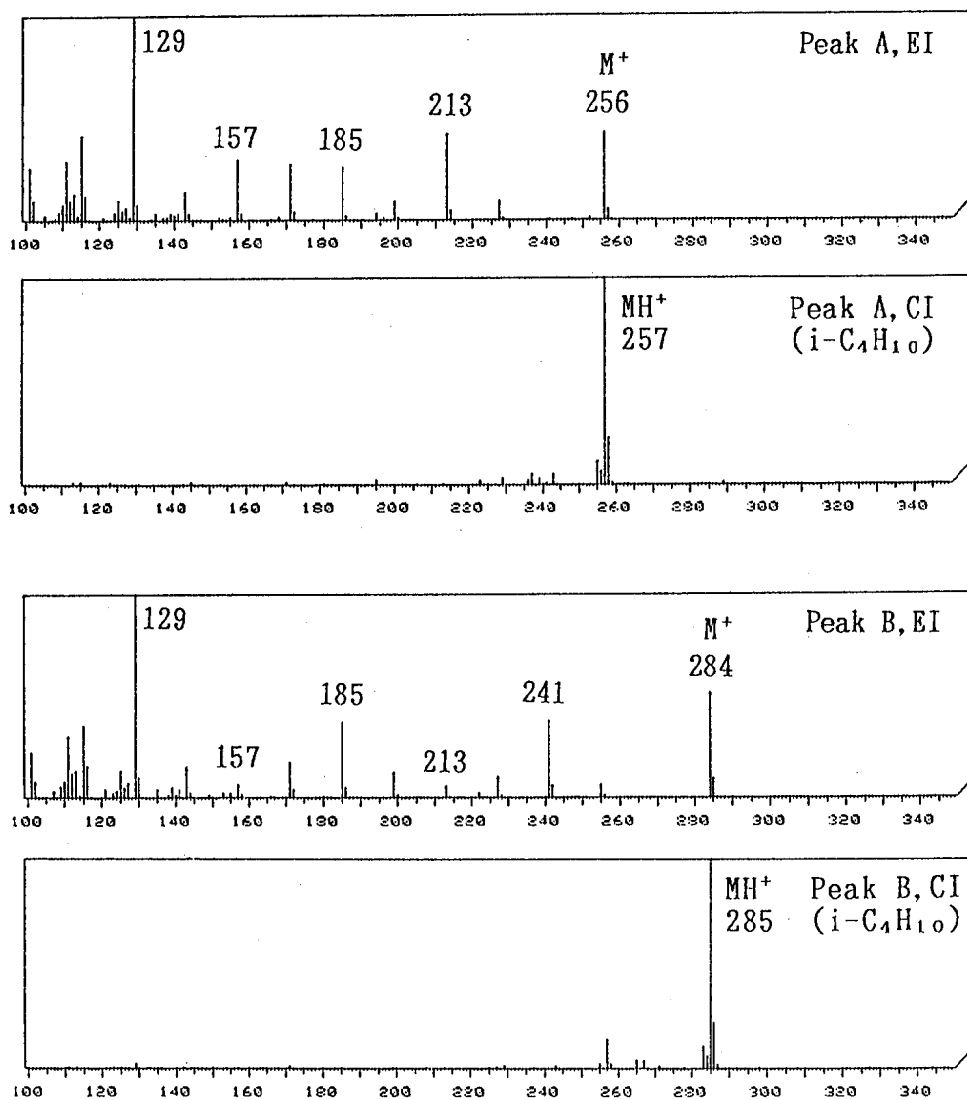 129
Peak A, EI
M⁺
256
213
185
157
100 120 140 160 180 200 220 240 260 280 300 320 340
MH⁺ Peak A, CI
257 (i-C₄H₁₀)
100 120 140 160 180 200 220 240 260 280 300 320 340
129
Peak B, EI
M⁺
284
241
185
213
157
100 120 140 160 180 200 220 240 260 280 300 320 340
MH⁺ Peak B, CI
285 (i-C₄H₁₀)
100 120 140 160 180 200 220 240 260 280 300 320 340